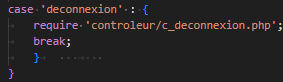 case 'deconnexion' : {
    require 'controleur/c_deconnexion.php';
    break;
    }
}